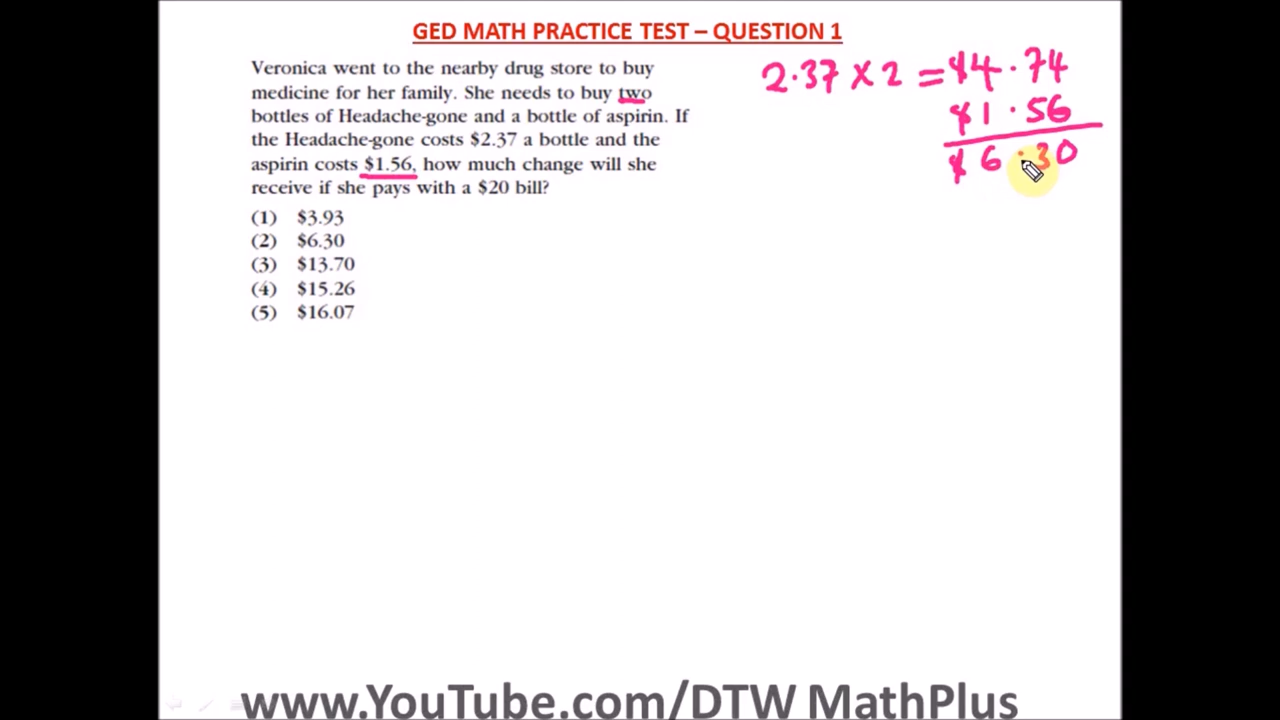 GED MATH PRACTICE TEST – QUESTION 1
Veronica went to the nearby drug store to buy
medicine for her family. She needs to buy two
bottles of Headache-gone and a bottle of aspirin. If
the Headache-gone costs $2.37 a bottle and the
aspirin costs $1.56, how much change will she
receive if she pays with a $20 bill?
(1) $3.93
(2) $6.30
(3) $13.70
(4) $15.26
(5) $16.07
2.37 × 2 = $4.74
$1.56
$6.30
www.YouTube.com/DTW MathPlus